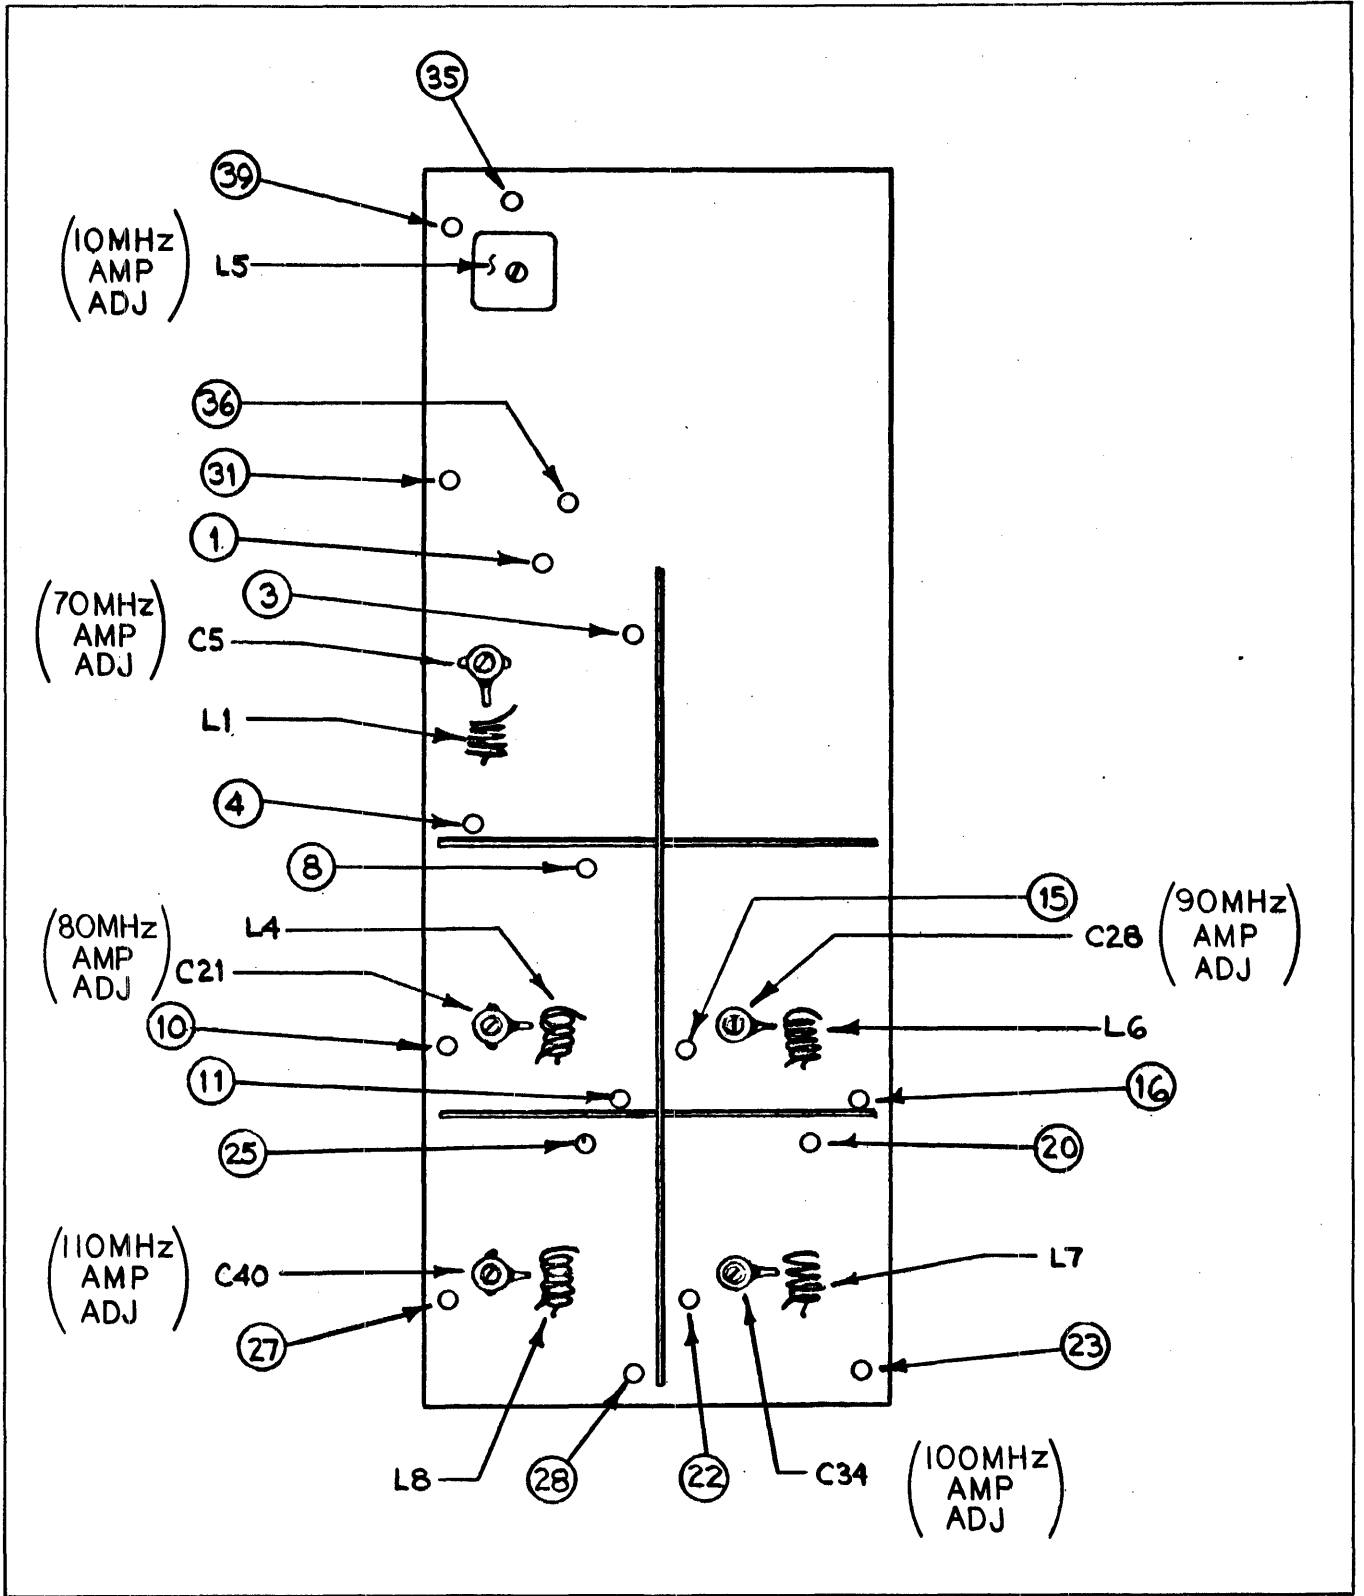 35
39
(10MHz
AMP
ADJ)
L5
36
31
1
3
(70MHz
AMP
ADJ)
C5
L1
4
8
15
(80MHz
AMP
ADJ)
L4
C21
C28
(90MHz
AMP
ADJ)
10
L6
11
16
25
20
(110MHz
AMP
ADJ)
C40
L7
27
23
L8
28
22
C34
(100MHz
AMP
ADJ)